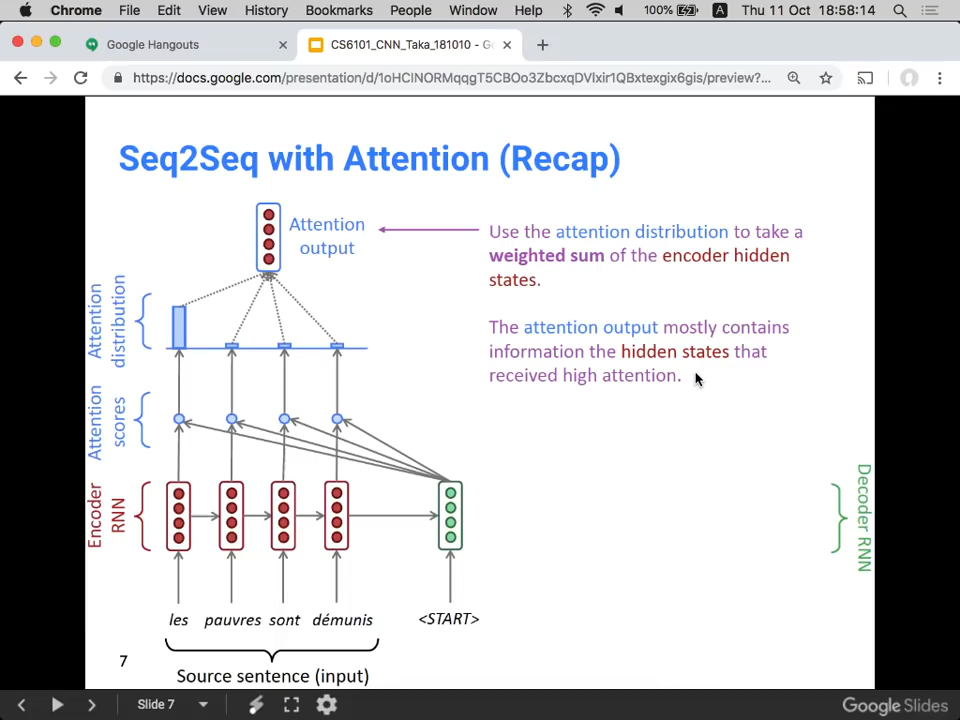 Chrome File Edit View History Bookmarks People Window Help 100% A Thu 11 Oct 18:58:14
Google Hangouts × CS6101_CNN_Taka_181010 - Go × +
https://docs.google.com/presentation/d/1oHClNORMqqgT5CBOo3ZbcxqDVlxir1QBxtexgix6gis/preview?...
Seq2Seq with Attention (Recap)
Attention
output
Use the attention distribution to take a
weighted sum of the encoder hidden
states.
The attention output mostly contains
information the hidden states that
received high attention.
Attention
distribution
Attention
scores
Encoder
RNN
Decoder RNN
les pauvres sont démunis <START>
Source sentence (input)
7
Slide 7
Google Slides